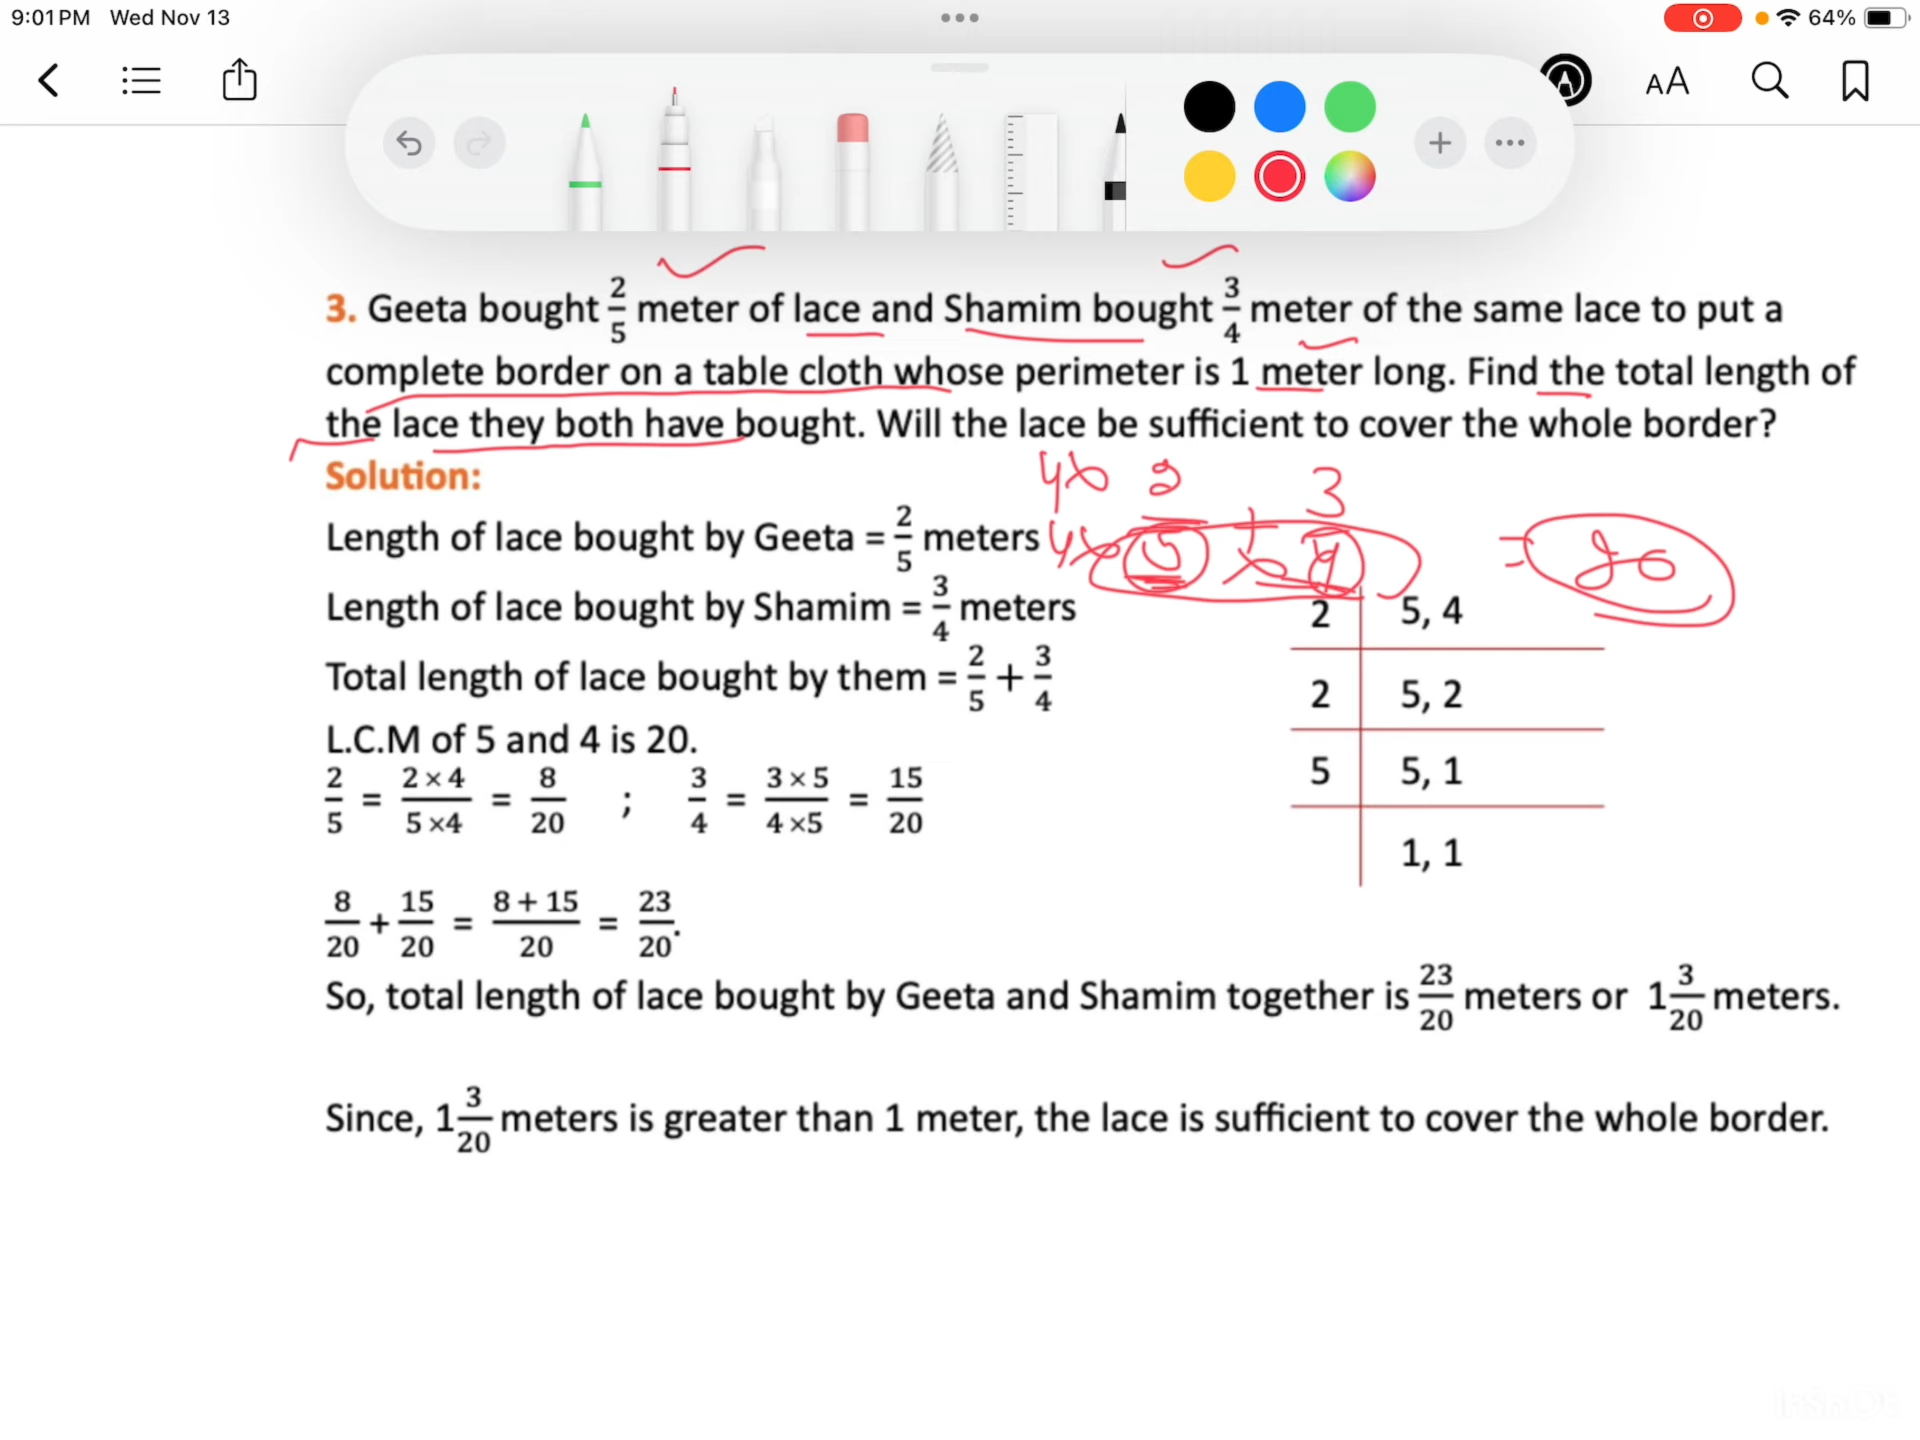 9:01 PM Wed Nov 13
64%
AA
3. Geeta bought 2/5 meter of lace and Shamim bought 3/4 meter of the same lace to put a
complete border on a table cloth whose perimeter is 1 meter long. Find the total length of
the lace they both have bought. Will the lace be sufficient to cover the whole border?
Solution:
4× 2 3
Length of lace bought by Geeta = 2/5 meters
4× 5 × 4 = 20
+
Length of lace bought by Shamim = 3/4 meters
2 | 5, 4
Total length of lace bought by them = 2/5 + 3/4
2 | 5, 2
L.C.M of 5 and 4 is 20.
2/5 = 2 × 4/5 ×4 = 8/20 ; 3/4 = 3 × 5/4 ×5 = 15/20
5 | 5, 1
1, 1
8/20 + 15/20 = 8 + 15/20 = 23/20.
So, total length of lace bought by Geeta and Shamim together is 23/20 meters or 1 3/20 meters.
Since, 1 3/20 meters is greater than 1 meter, the lace is sufficient to cover the whole border.